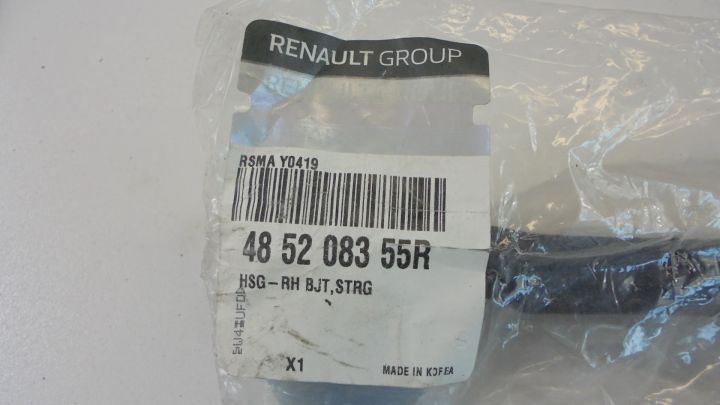 RENAULT GROUP
RSMA Y0419
48 52 083 55R
HSG-RH BJT,STRG
X1
MADE IN KOREA